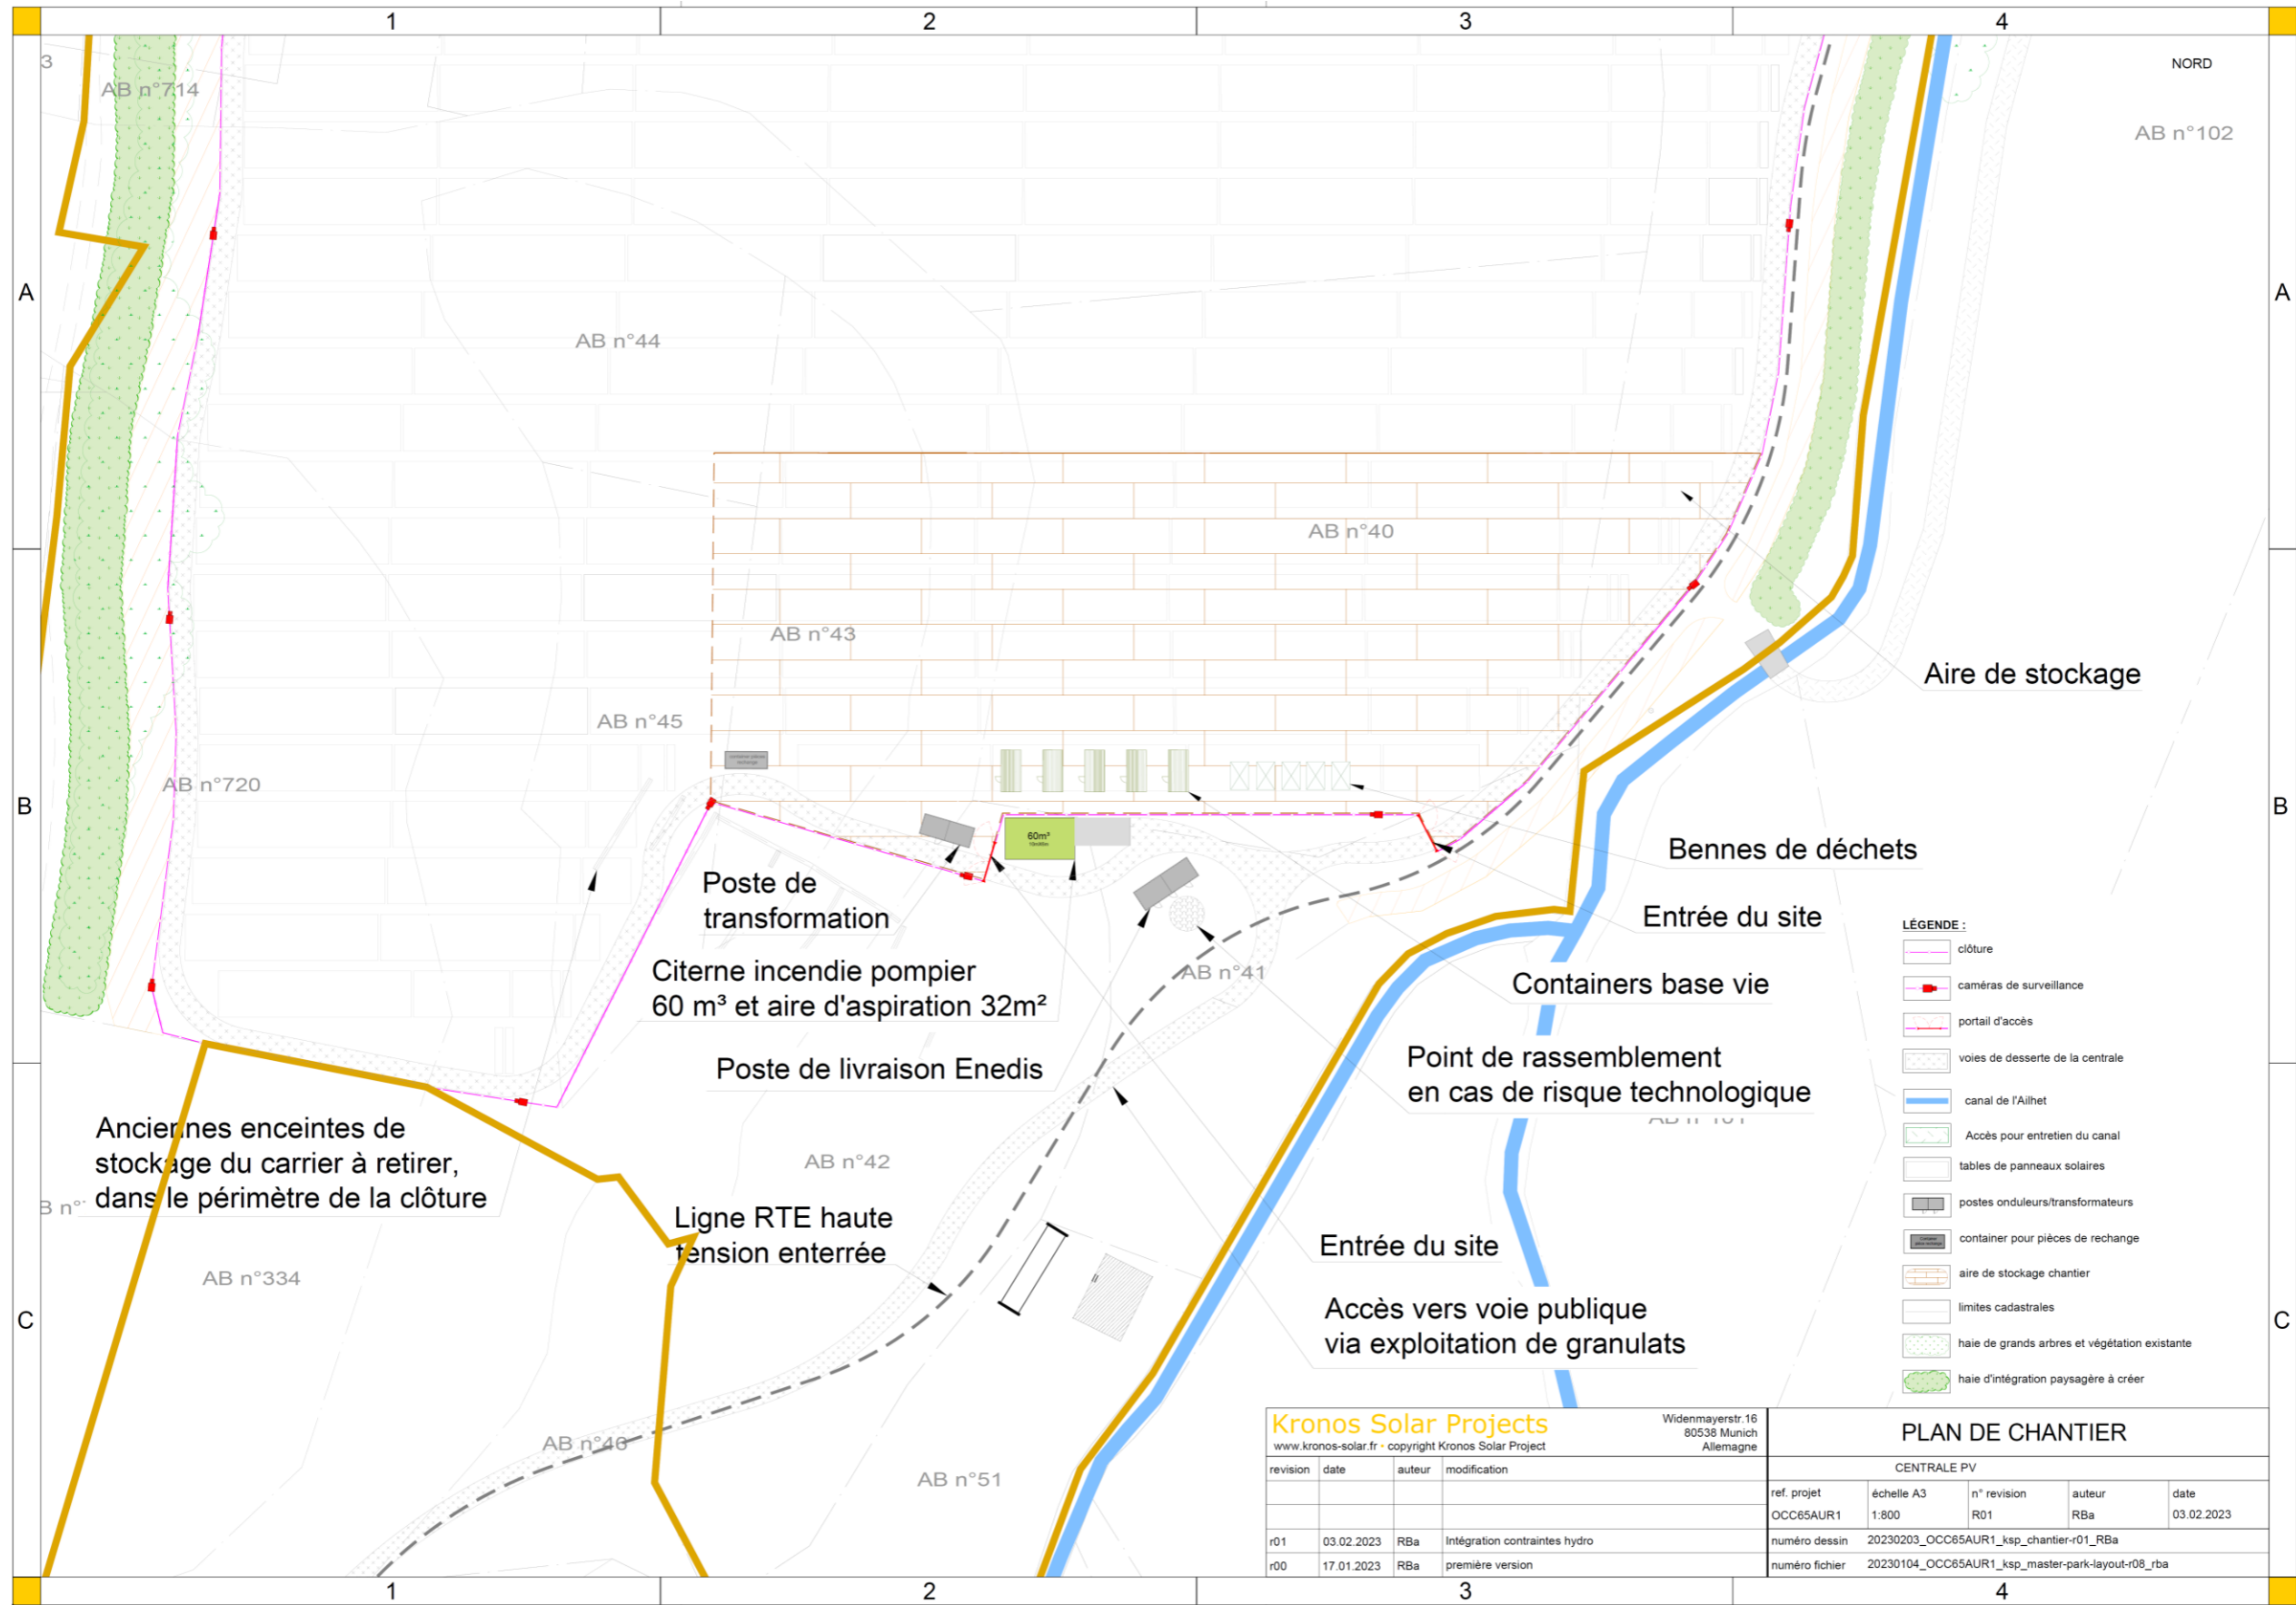 1 2 3 4
NORD
3
AB n°714
AB n°102
A A
AB n°44
AB n°40
AB n°43
Aire de stockage
AB n°45
AB n°720
B B
60m³
Bennes de déchets
Poste de
transformation
Entrée du site
Citerne incendie pompier
60 m³ et aire d'aspiration 32m²
AB n°41
Containers base vie
Poste de livraison Enedis
Point de rassemblement
en cas de risque technologique
Anciennes enceintes de
stockage du carrier à retirer,
dans le périmètre de la clôture
B n°
AB n°42
Ligne RTE haute
tension enterrée
Entrée du site
AB n°334
Accès vers voie publique
via exploitation de granulats
C C
AB n°46
AB n°51
LÉGENDE :
clôture
caméras de surveillance
portail d'accès
voies de desserte de la centrale
canal de l'Ailhet
Accès pour entretien du canal
tables de panneaux solaires
postes onduleurs/transformateurs
container pour pièces de rechange
aire de stockage chantier
limites cadastrales
haie de grands arbres et végétation existante
haie d'intégration paysagère à créer
Kronos Solar Projects
www.kronos-solar.fr - copyright Kronos Solar Project
Widenmayerstr.16
80538 Munich
Allemagne
revision date auteur modification
r01 03.02.2023 RBa Intégration contraintes hydro
r00 17.01.2023 RBa première version
PLAN DE CHANTIER
CENTRALE PV
ref. projet échelle A3 n° revision auteur date
OCC65AUR1 1:800 R01 RBa 03.02.2023
numéro dessin 20230203_OCC65AUR1_ksp_chantier-r01_RBa
numéro fichier 20230104_OCC65AUR1_ksp_master-park-layout-r08_rba
1 2 3 4